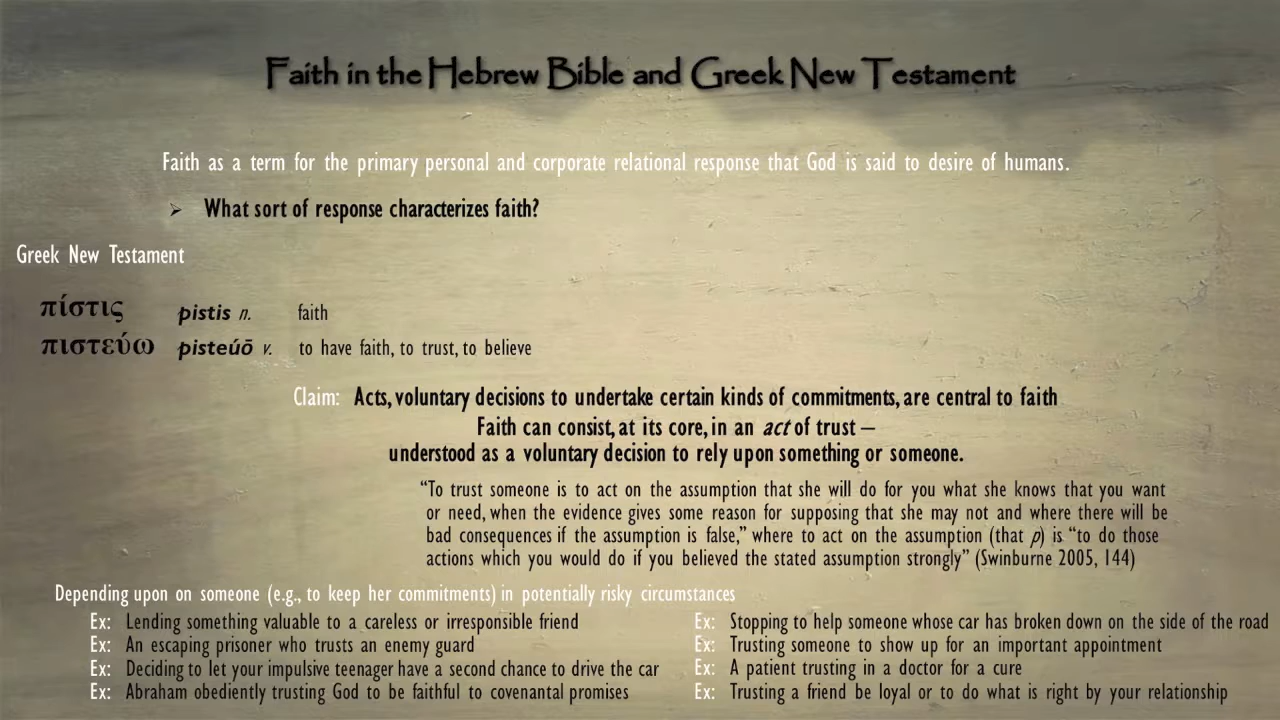 Faith in the Hebrew Bible and Greek New Testament
Faith as a term for the primary personal and corporate relational response that God is said to desire of humans.
➢ What sort of response characterizes faith?
Greek New Testament
πίστις pistis n. faith
πιστεύω pisteúō v. to have faith, to trust, to believe
Claim: Acts, voluntary decisions to undertake certain kinds of commitments, are central to faith
Faith can consist, at its core, in an act of trust –
understood as a voluntary decision to rely upon something or someone.
“To trust someone is to act on the assumption that she will do for you what she knows that you want
or need, when the evidence gives some reason for supposing that she may not and where there will be
bad consequences if the assumption is false,” where to act on the assumption (that p) is “to do those
actions which you would do if you believed the stated assumption strongly” (Swinburne 2005, 144)
Depending upon on someone (e.g., to keep her commitments) in potentially risky circumstances
Ex: Lending something valuable to a careless or irresponsible friend
Ex: An escaping prisoner who trusts an enemy guard
Ex: Deciding to let your impulsive teenager have a second chance to drive the car
Ex: Abraham obediently trusting God to be faithful to covenantal promises
Ex: Stopping to help someone whose car has broken down on the side of the road
Ex: Trusting someone to show up for an important appointment
Ex: A patient trusting in a doctor for a cure
Ex: Trusting a friend be loyal or to do what is right by your relationship